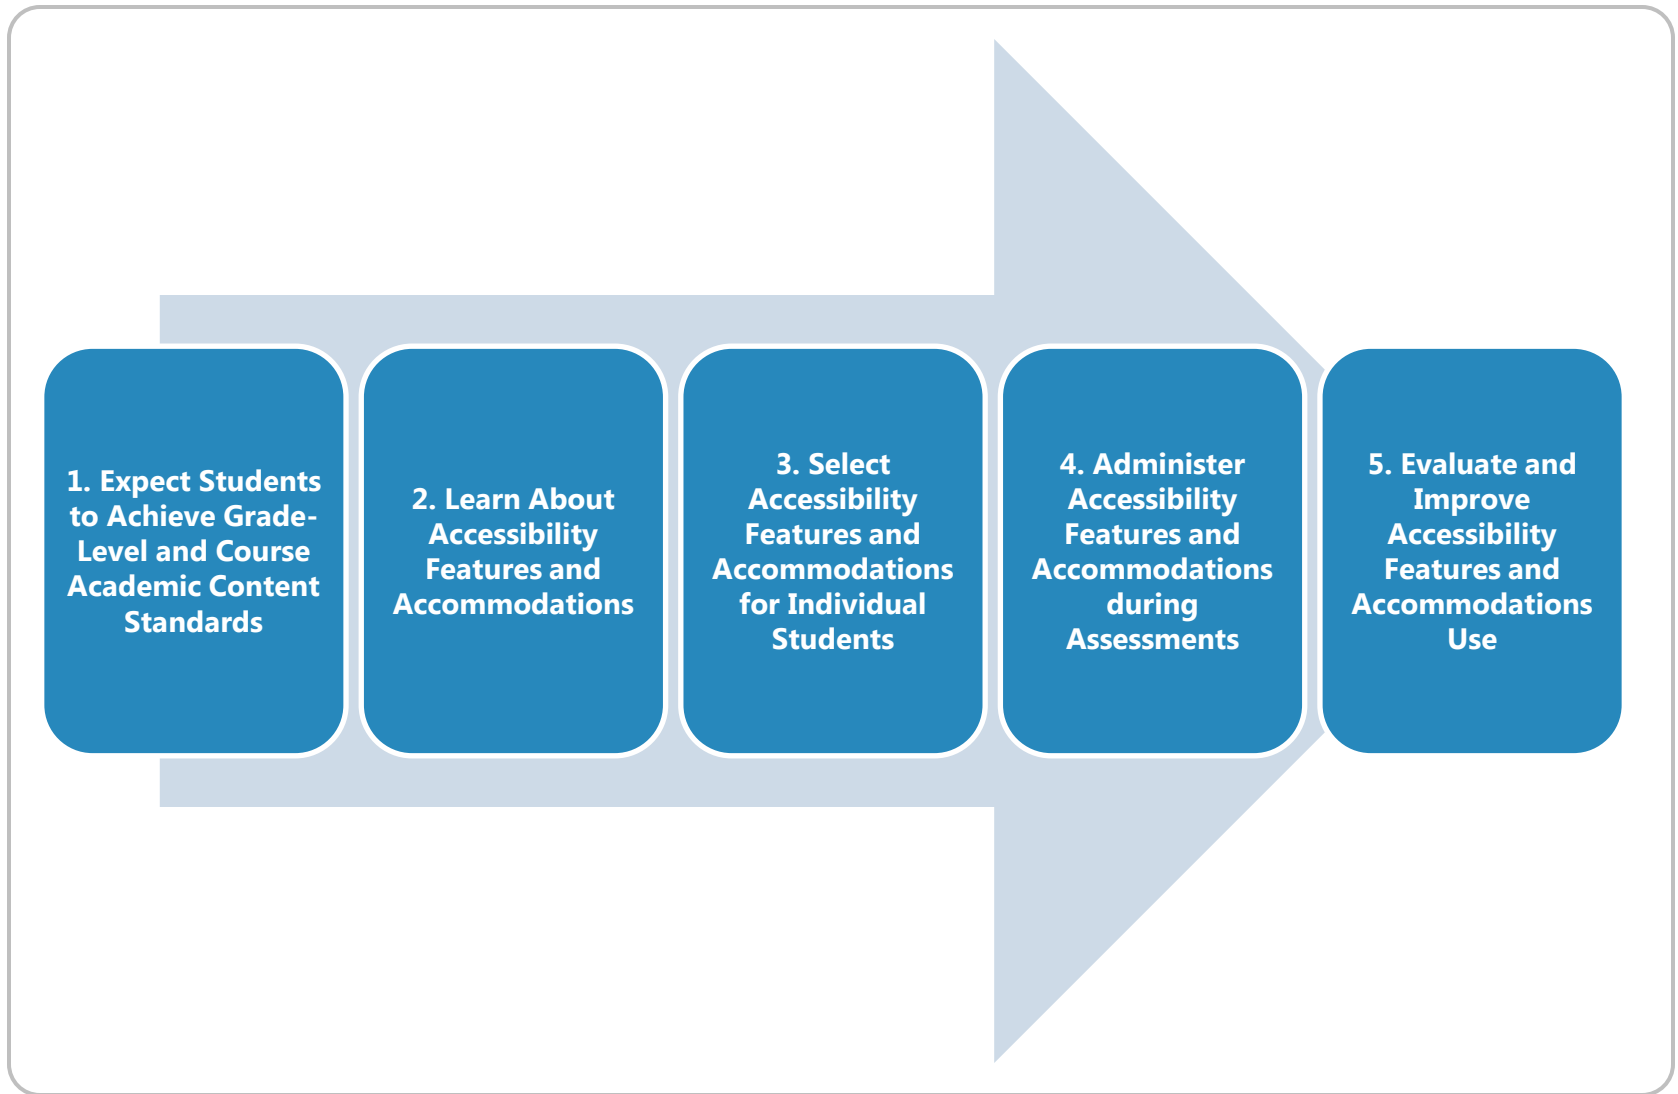 1. Expect Students
to Achieve Grade-
Level and Course
Academic Content
Standards
2. Learn About
Accessibility
Features and
Accommodations
3. Select
Accessibility
Features and
Accommodations
for Individual
Students
4. Administer
Accessibility
Features and
Accommodations
during
Assessments
5. Evaluate and
Improve
Accessibility
Features and
Accommodations
Use